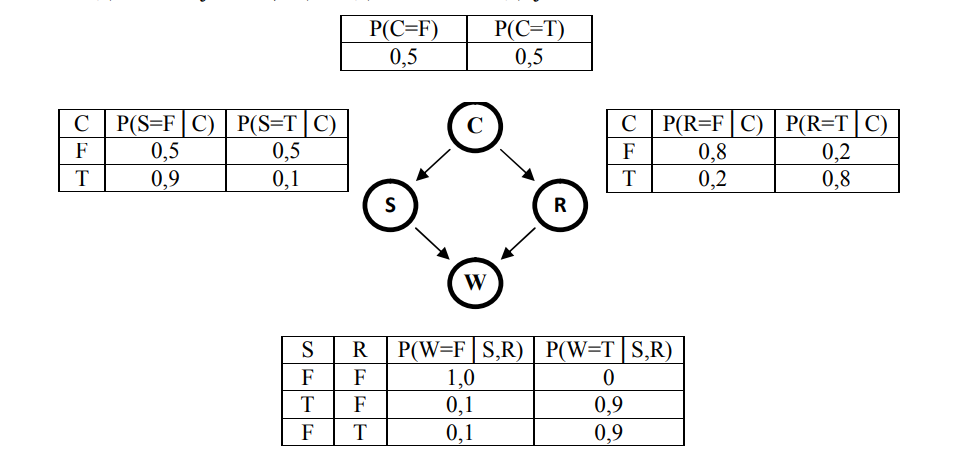 P(C=F) P(C=T)
0,5 0,5
C P(S=F│C) P(S=T│C)
F 0,5 0,5
T 0,9 0,1
C
C P(R=F│C) P(R=T│C)
F 0,8 0,2
T 0,2 0,8
S R
W
S R P(W=F│S,R) P(W=T│S,R)
F F 1,0 0
T F 0,1 0,9
F T 0,1 0,9